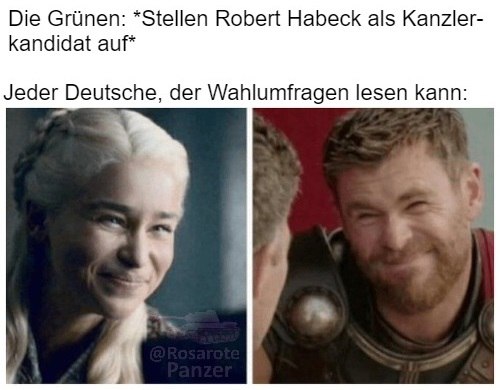 Die Grünen: *Stellen Robert Habeck als Kanzler-
kandidat auf*
Jeder Deutsche, der Wahlumfragen lesen kann:
@Rosarote
Panzer